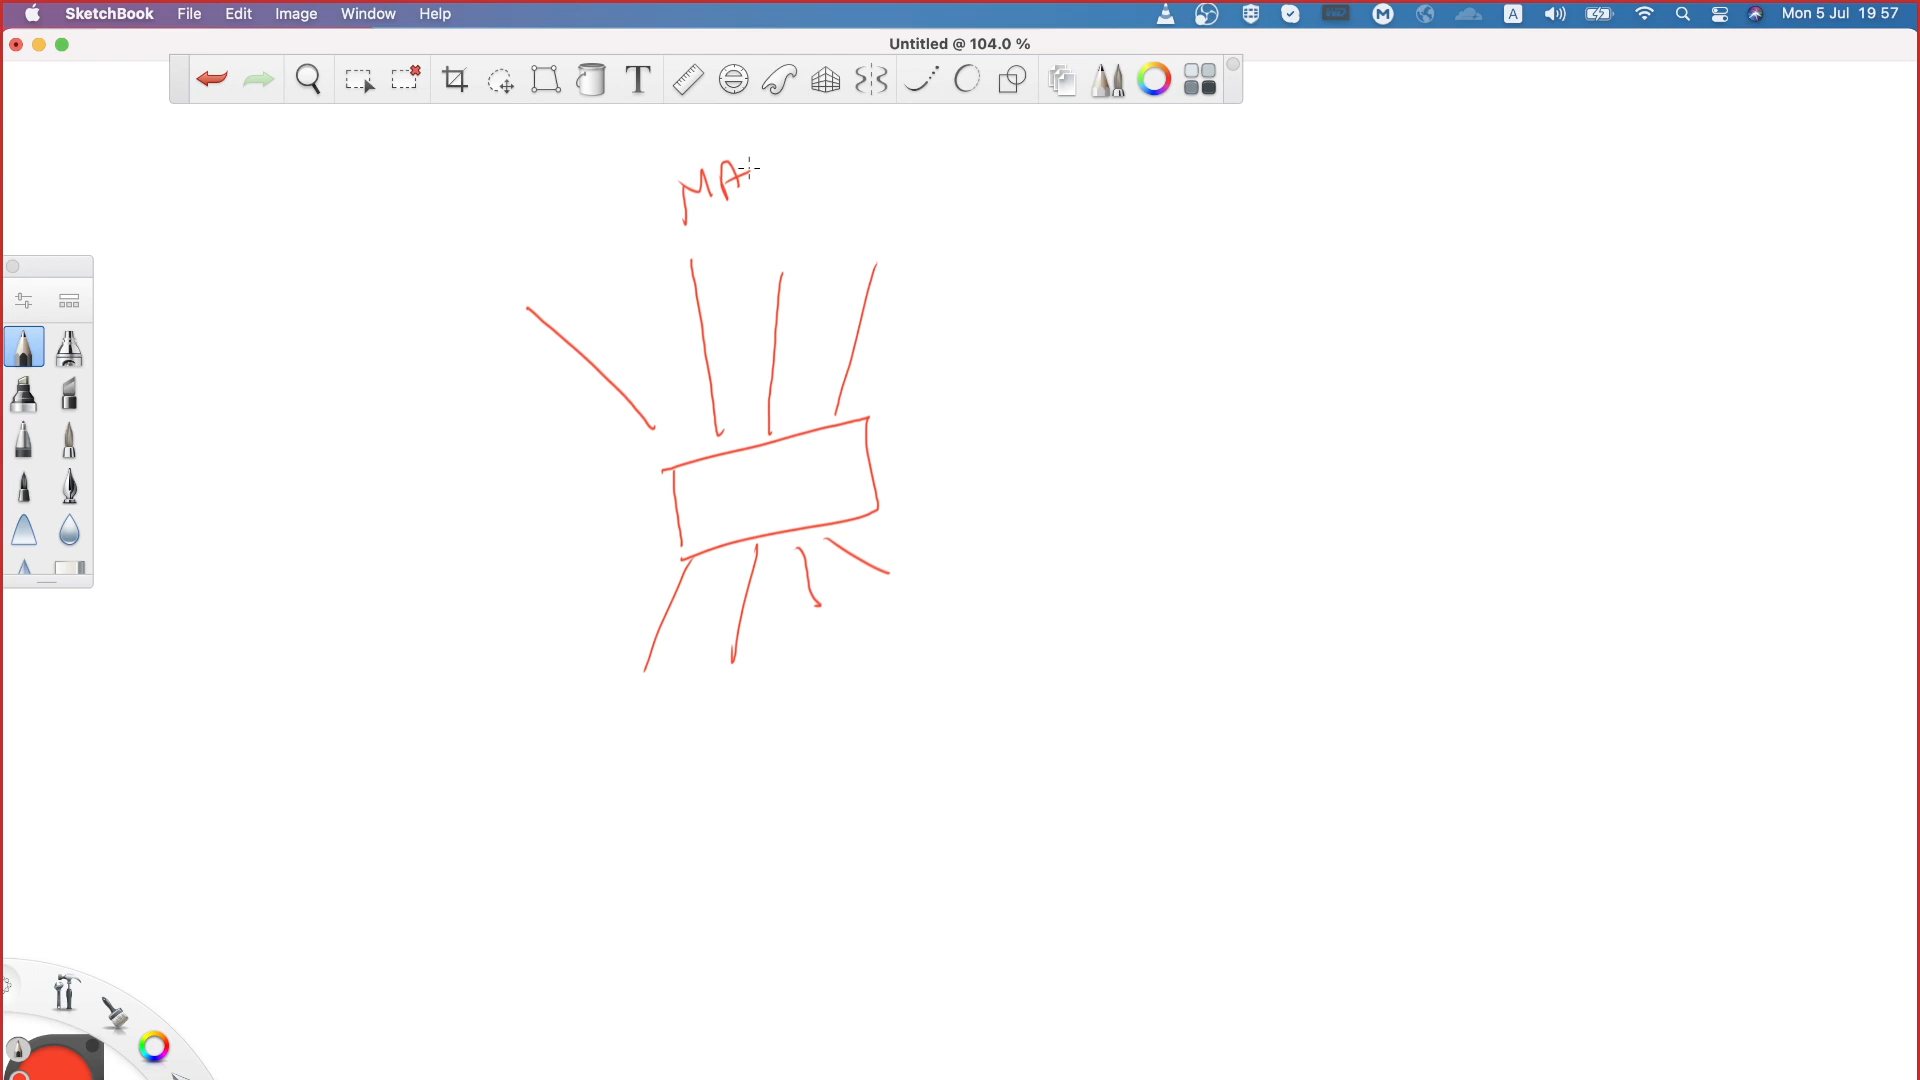 SketchBook File Edit Image Window Help A Mon 5 Jul 19 57
Untitled @ 104.0 %
T
MA